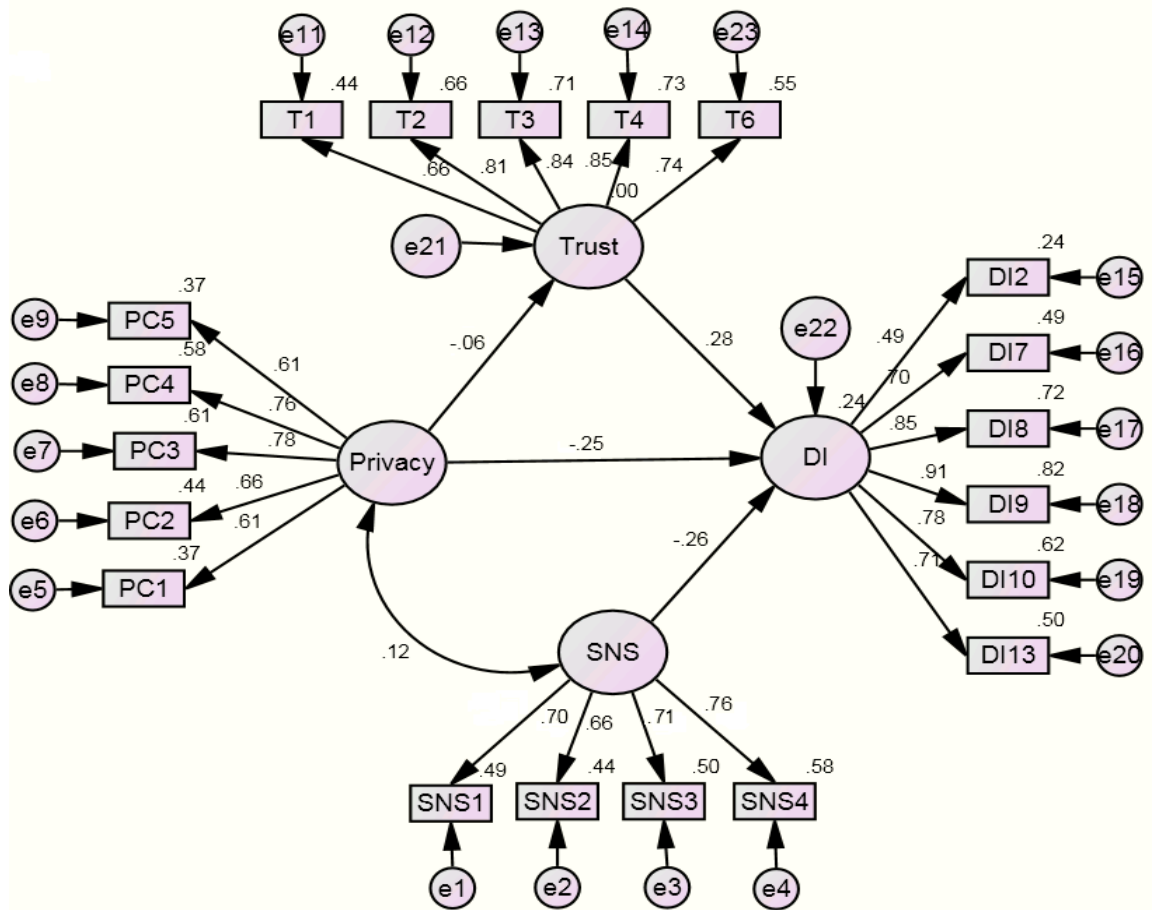 e11 e12 e13 e14 e23
.44 .66 .71 .73 .55
T1 T2 T3 T4 T6
.66 .81 .84 .85 .74
.00
e21 Trust
.24
DI2 e15
.37
e9 PC5
-.06
.28
e22
.49
.49
DI7 e16
.58
e8 PC4
.61
.70
.76
.24
.72
.61
e7 PC3
.78
.85
DI8 e17
Privacy
-.25
DI
.44
.66
.91
.82
e6 PC2
.61
DI9 e18
.78
.37
-.26
.62
e5 PC1
.71
DI10 e19
.50
.12
SNS
DI13 e20
.70 .66 .71 .76
.49 .44 .50 .58
SNS1 SNS2 SNS3 SNS4
e1 e2 e3 e4